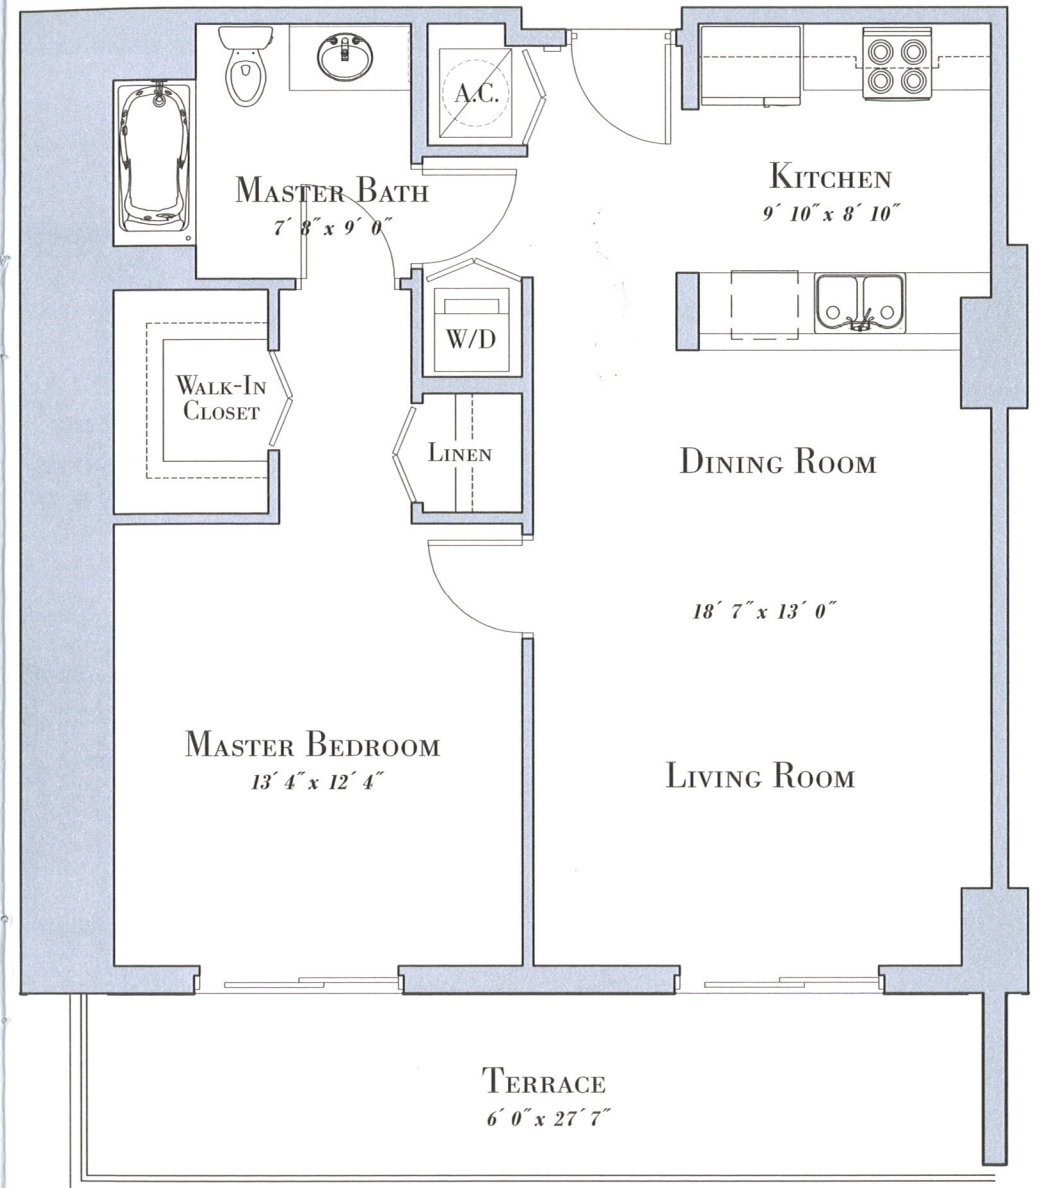 A.C.
Master Bath
7′ 8″ x 9′ 0″
Kitchen
9′ 10″ x 8′ 10″
W/D
Walk-In
Closet
Linen
Dining Room
18′ 7″ x 13′ 0″
Master Bedroom
13′ 4″ x 12′ 4″
Living Room
Terrace
6′ 0″ x 27′ 7″